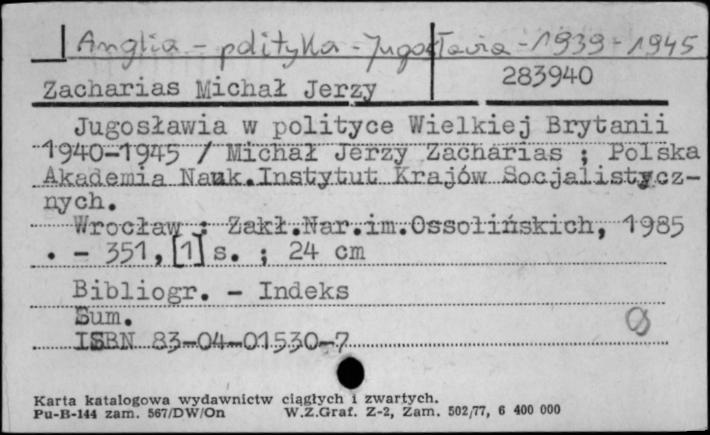 Anglia - polityka - Jugosławia - 1939-1945
283940
Zacharias Michał Jerzy
Jugosławia w polityce Wielkiej Brytanii
1940-1945 / Michał Jerzy Zacharias ; Polska
Akademia Nauk.Instytut Krajów Socjalistycz-
nych.
Wrocław : Zakł.Nar.im.Ossolińskich, 1985
. - 351, [1] s. ; 24 cm
Bibliogr. - Indeks
Sum.
ISBN 83-04-01530-7
Ø
Karta katalogowa wydawnictw ciągłych i zwartych.
Pu-B-144 zam. 567/DW/On W.Z.Graf. Z-2, Zam. 502/77, 6 400 000